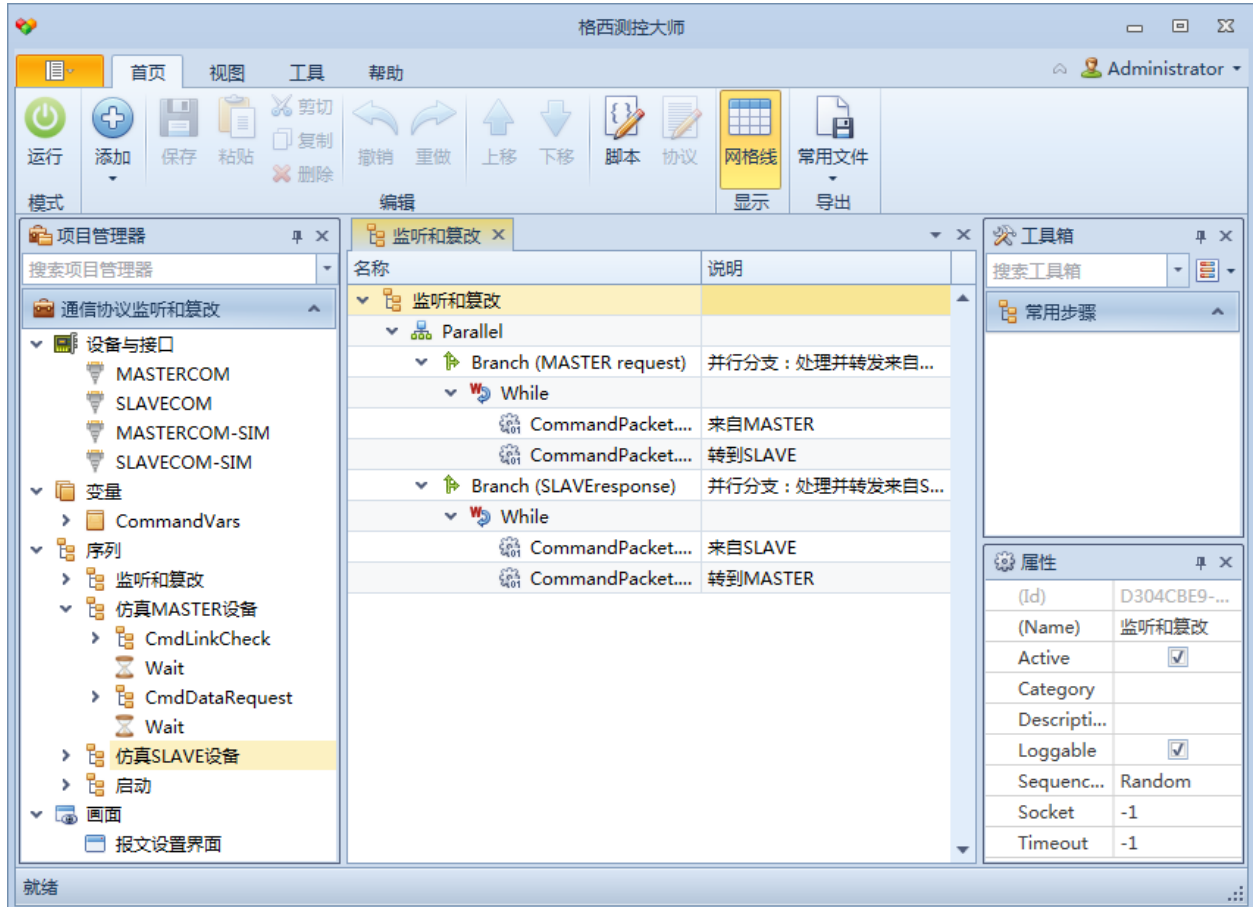 格西测控大师
首页 视图 工具 帮助 Administrator
运行 添加 保存 粘贴 剪切 复制 删除 撤销 重做 上移 下移 脚本 协议 网格线 常用文件
模式 编辑 显示 导出
项目管理器
搜索项目管理器
通信协议监听和篡改
设备与接口
MASTERCOM
SLAVECOM
MASTERCOM-SIM
SLAVECOM-SIM
变量
CommandVars
序列
监听和篡改
仿真MASTER设备
CmdLinkCheck
Wait
CmdDataRequest
Wait
仿真SLAVE设备
启动
画面
报文设置界面
监听和篡改
名称 说明
监听和篡改
Parallel
Branch (MASTER request) 并行分支：处理并转发来自...
While
CommandPacket.... 来自MASTER
CommandPacket.... 转到SLAVE
Branch (SLAVEresponse) 并行分支：处理并转发来自S...
While
CommandPacket.... 来自SLAVE
CommandPacket.... 转到MASTER
工具箱
搜索工具箱
常用步骤
属性
(Id) D304CBE9-...
(Name) 监听和篡改
Active
Category
Descripti...
Loggable
Sequenc... Random
Socket -1
Timeout -1
就绪